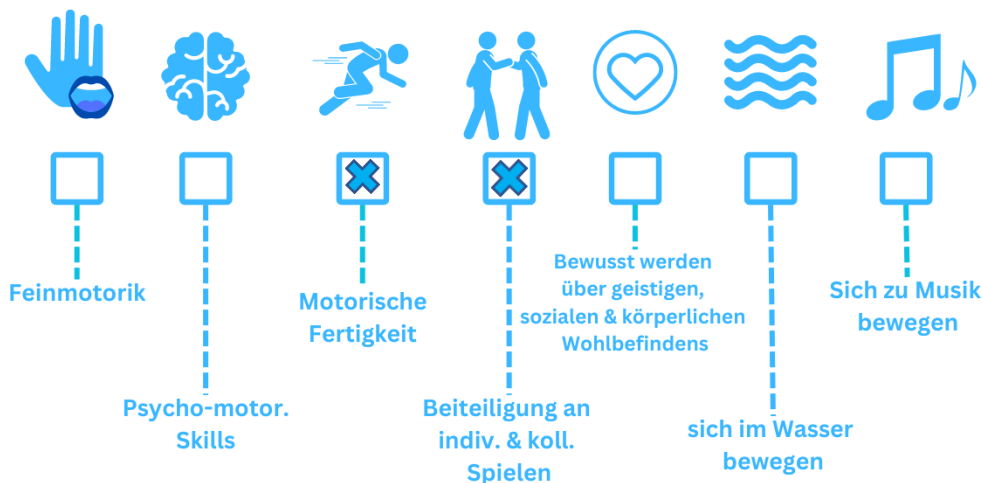 Feinmotorik
Psycho-motor.
Skills
Motorische
Fertigkeit
Beiteiligung an
indiv. & koll.
Spielen
Bewusst werden
über geistigen,
sozialen & körperlichen
Wohlbefindens
sich im Wasser
bewegen
Sich zu Musik
bewegen